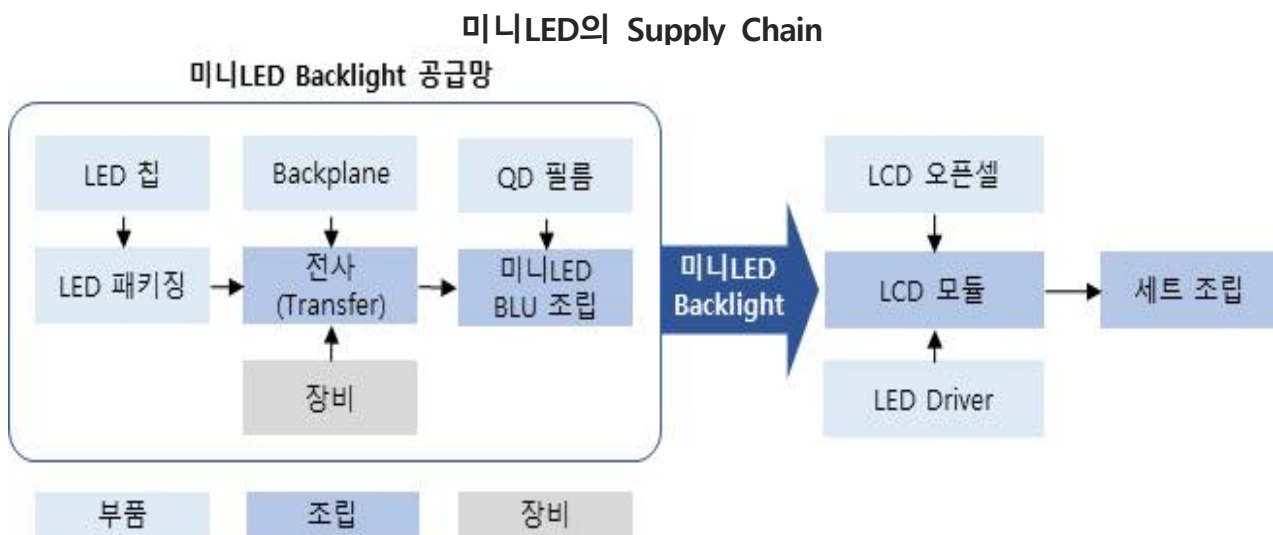 미니LED의 Supply Chain
미니LED Backlight 공급망
LED 칩
Backplane
QD 필름
LED 패키징
전사
(Transfer)
미니LED
BLU 조립
장비
미니LED
Backlight
LCD 오픈셀
LCD 모듈
세트 조립
LED Driver
부품
조립
장비